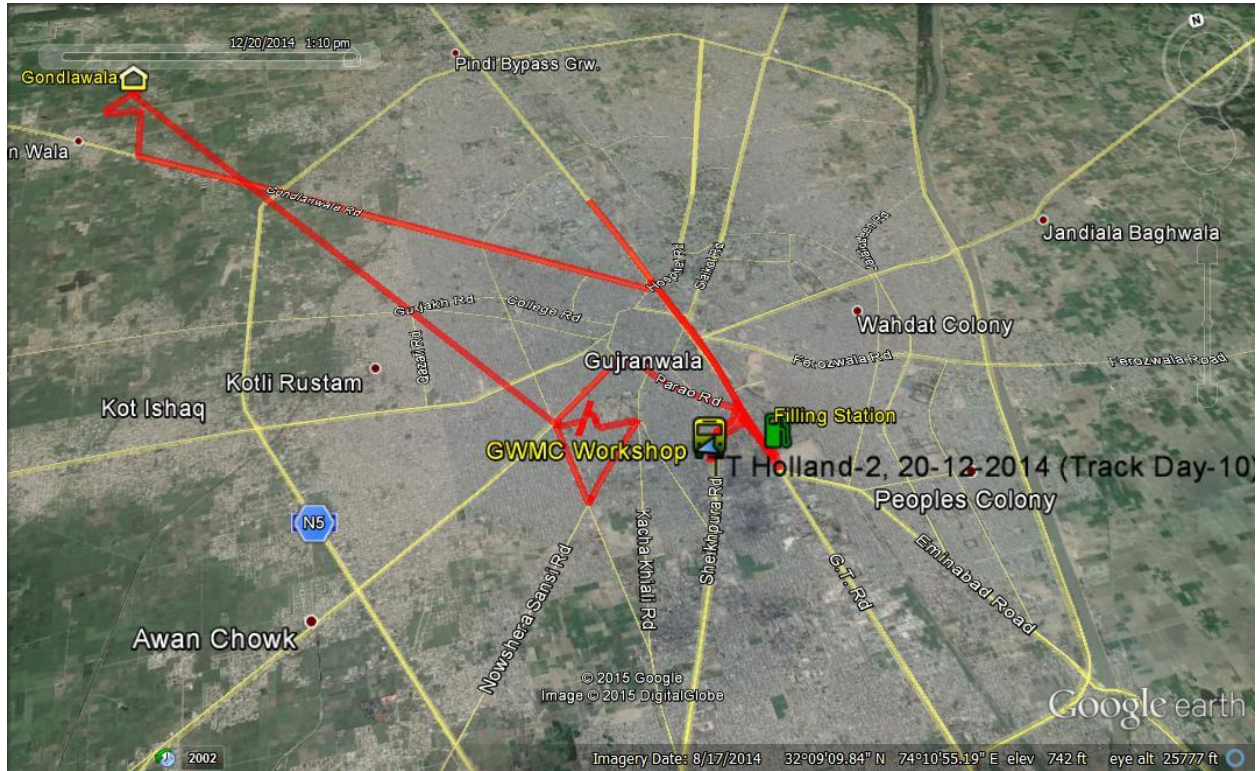 N
12/20/2014 1:10 pm
Pindi Bypass Grw.
Gondlawala
n Wala
Gondlanwala Rd
Jandiala Baghwala
Sialkot Rd
Gurjakh Rd
College Rd
Qazafi Rd
Wahdat Colony
Gujranwala
Ferozwala Rd
Ferozwala Road
Kotli Rustam
Parao Rd
Kot Ishaq
Filling Station
GWMC Workshop
TT Holland-2, 20-12-2014 (Track Day-10)
Peoples Colony
N5
Sheikhpura Rd
Kacha Khiali Rd
Nowshera Sansi Rd
G.T. Rd
Eminabad Road
Awan Chowk
© 2015 Google
Image © 2015 DigitalGlobe
Google earth
2002
Imagery Date: 8/17/2014 32°09'09.84" N 74°10'55.19" E elev 742 ft eye alt 25777 ft